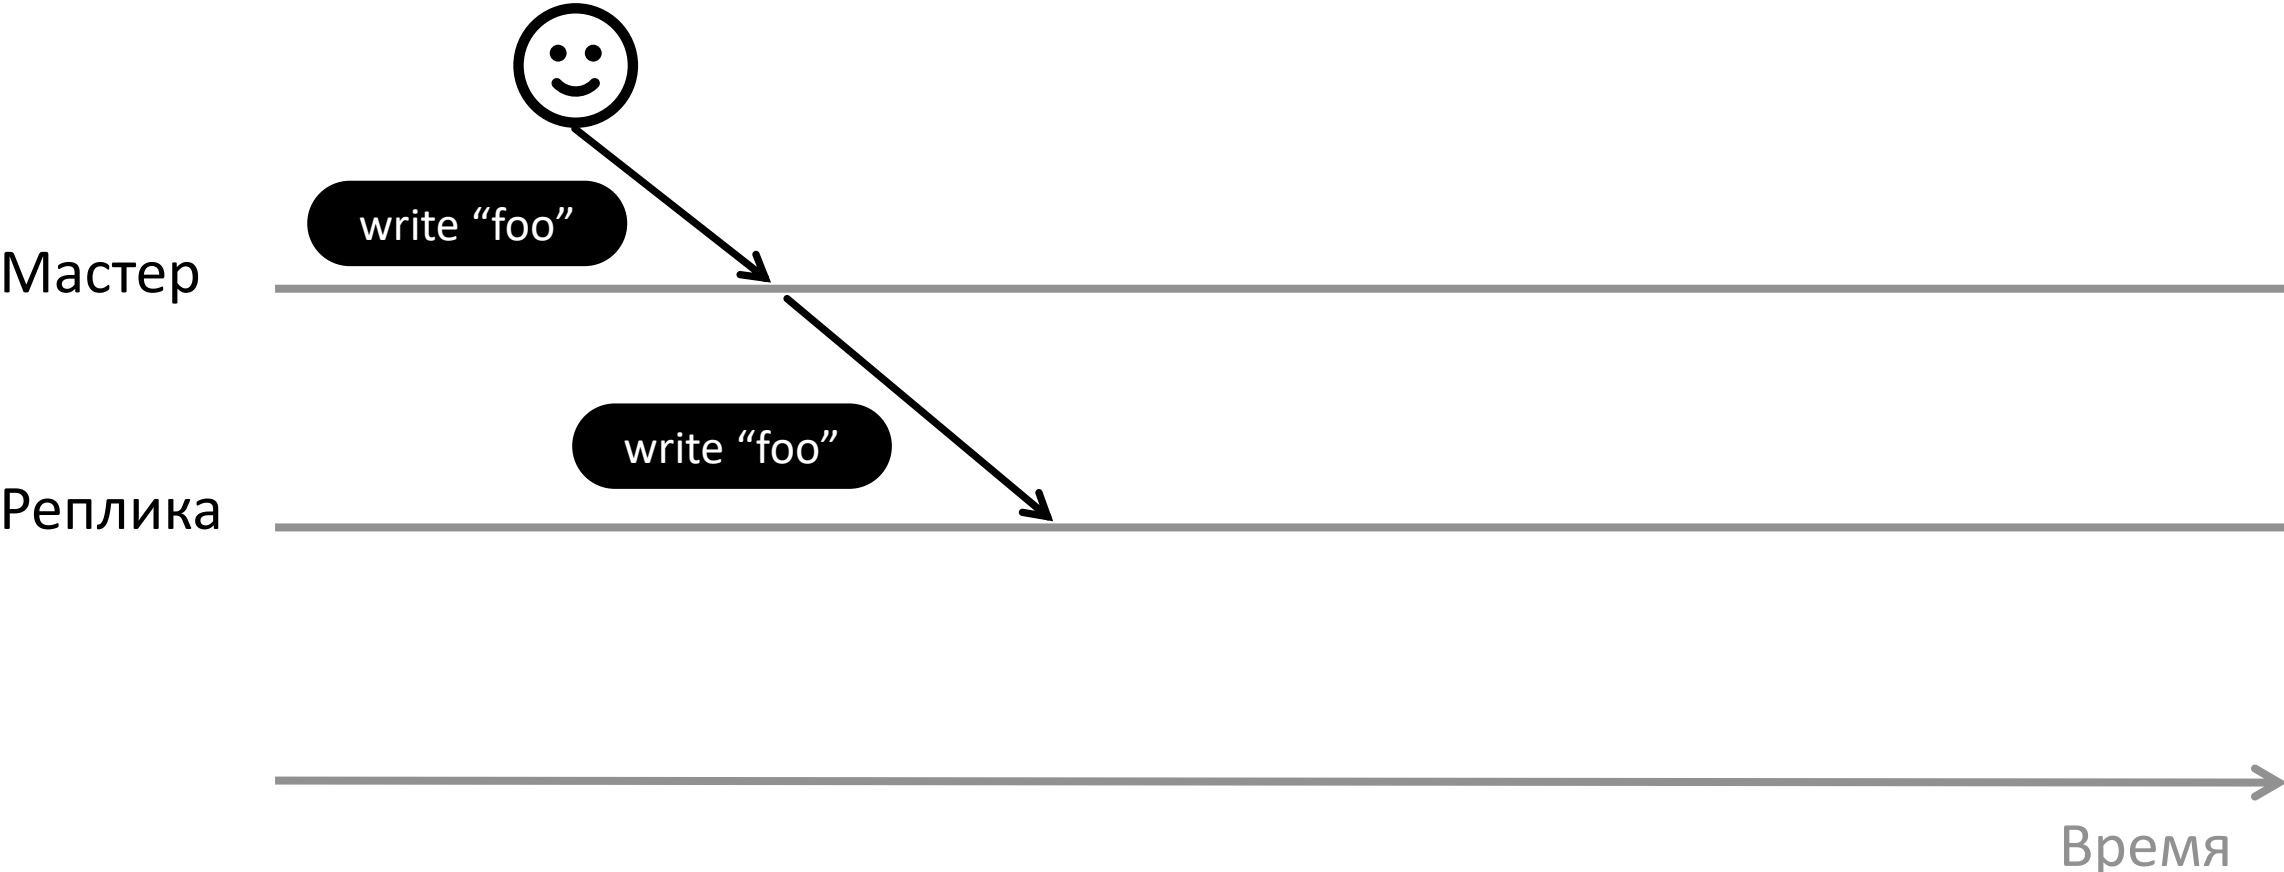 write “foo”
Мастер
write “foo”
Реплика
Время